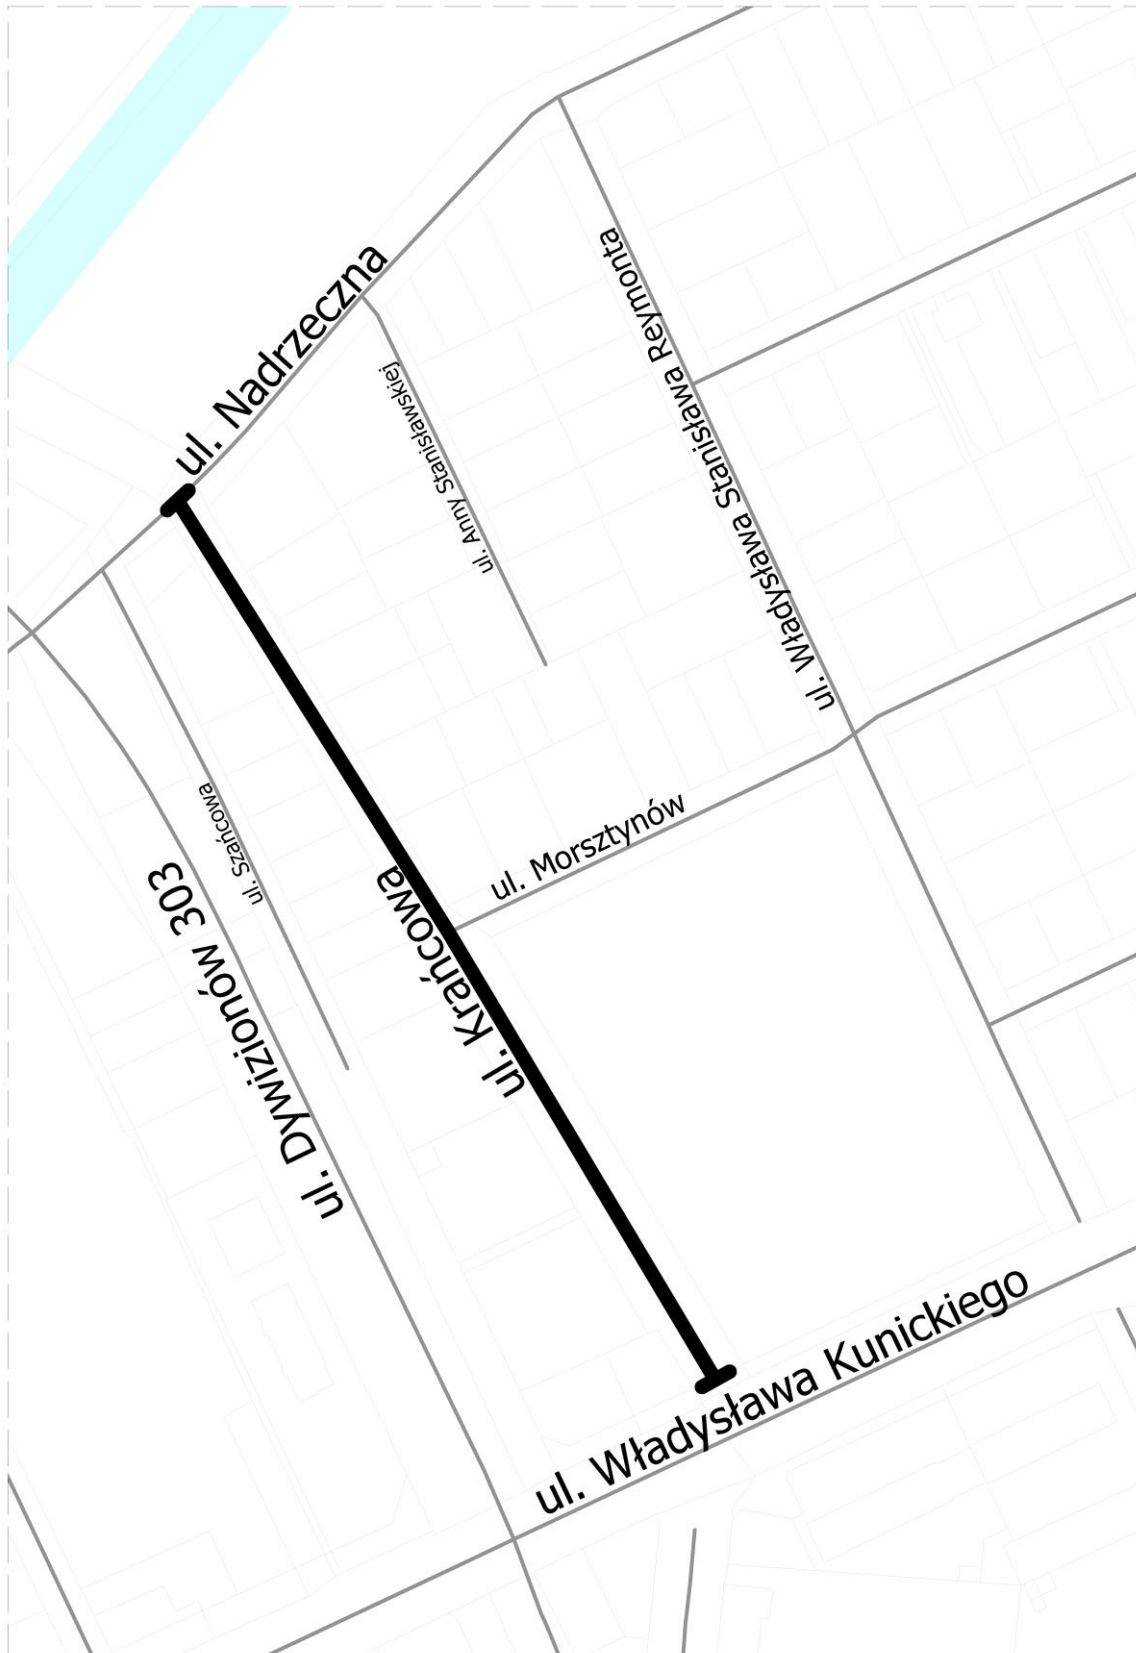 ul. Nadrzeczna
ul. Władysława Stanisława Reymonta
ul. Anny Stanisławskiej
ul. Szańcowa
ul. Morsztynów
ul. Krańcowa
ul. Dywizionów 303
ul. Władysława Kunickiego